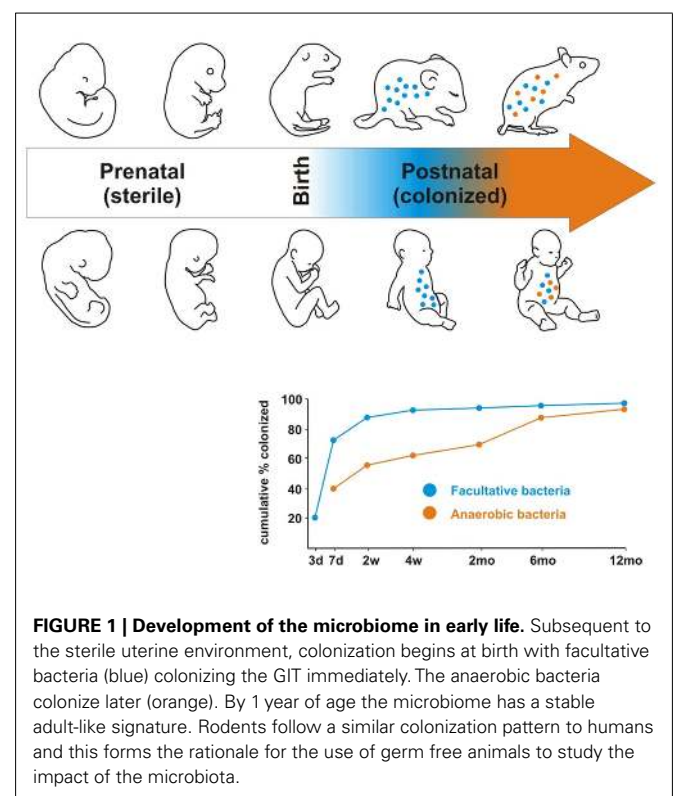 Prenatal
(sterile)
Birth
Postnatal
(colonized)
cumulative % colonized
100
80
60
40
20
Facultative bacteria
Anaerobic bacteria
3d 7d 2w 4w 2mo 6mo 12mo
FIGURE 1 | Development of the microbiome in early life. Subsequent to
the sterile uterine environment, colonization begins at birth with facultative
bacteria (blue) colonizing the GIT immediately. The anaerobic bacteria
colonize later (orange). By 1 year of age the microbiome has a stable
adult-like signature. Rodents follow a similar colonization pattern to humans
and this forms the rationale for the use of germ free animals to study the
impact of the microbiota.